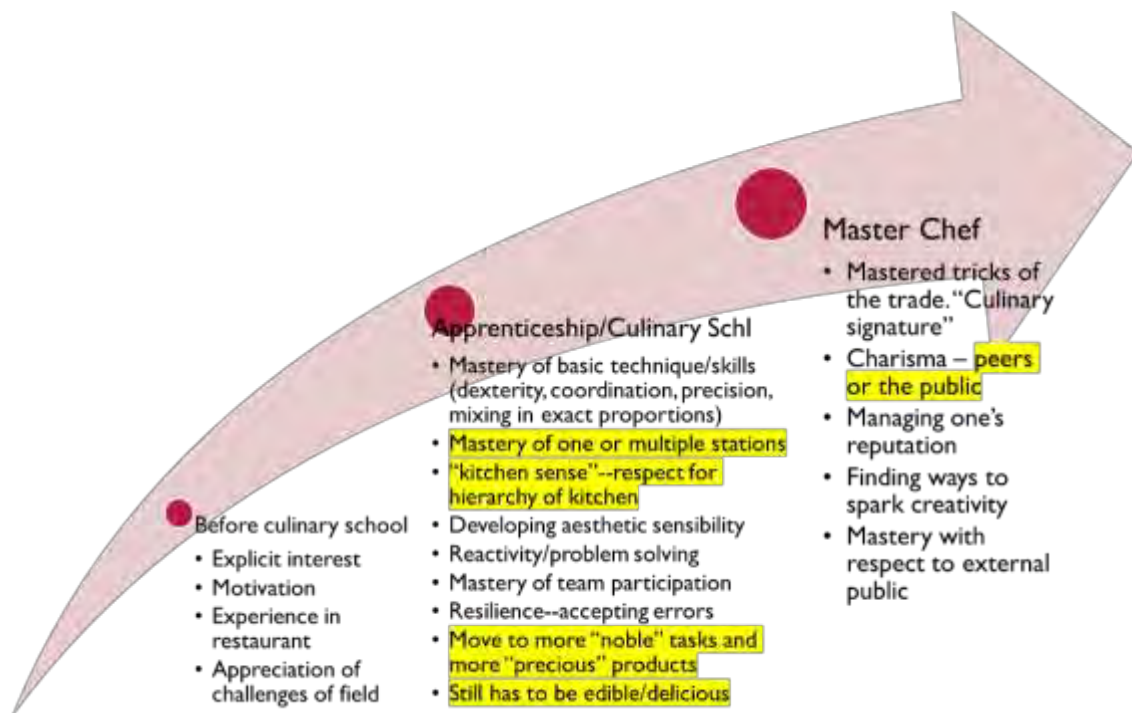 Before culinary school
• Explicit interest
• Motivation
• Experience in
restaurant
• Appreciation of
challenges of field
Apprenticeship/Culinary Schl
• Mastery of basic technique/skills
(dexterity, coordination, precision,
mixing in exact proportions)
• Mastery of one or multiple stations
• “kitchen sense”--respect for
hierarchy of kitchen
• Developing aesthetic sensibility
• Reactivity/problem solving
• Mastery of team participation
• Resilience--accepting errors
• Move to more “noble” tasks and
more “precious” products
• Still has to be edible/delicious
Master Chef
• Mastered tricks of
the trade. “Culinary
signature”
• Charisma – peers
or the public
• Managing one’s
reputation
• Finding ways to
spark creativity
• Mastery with
respect to external
public